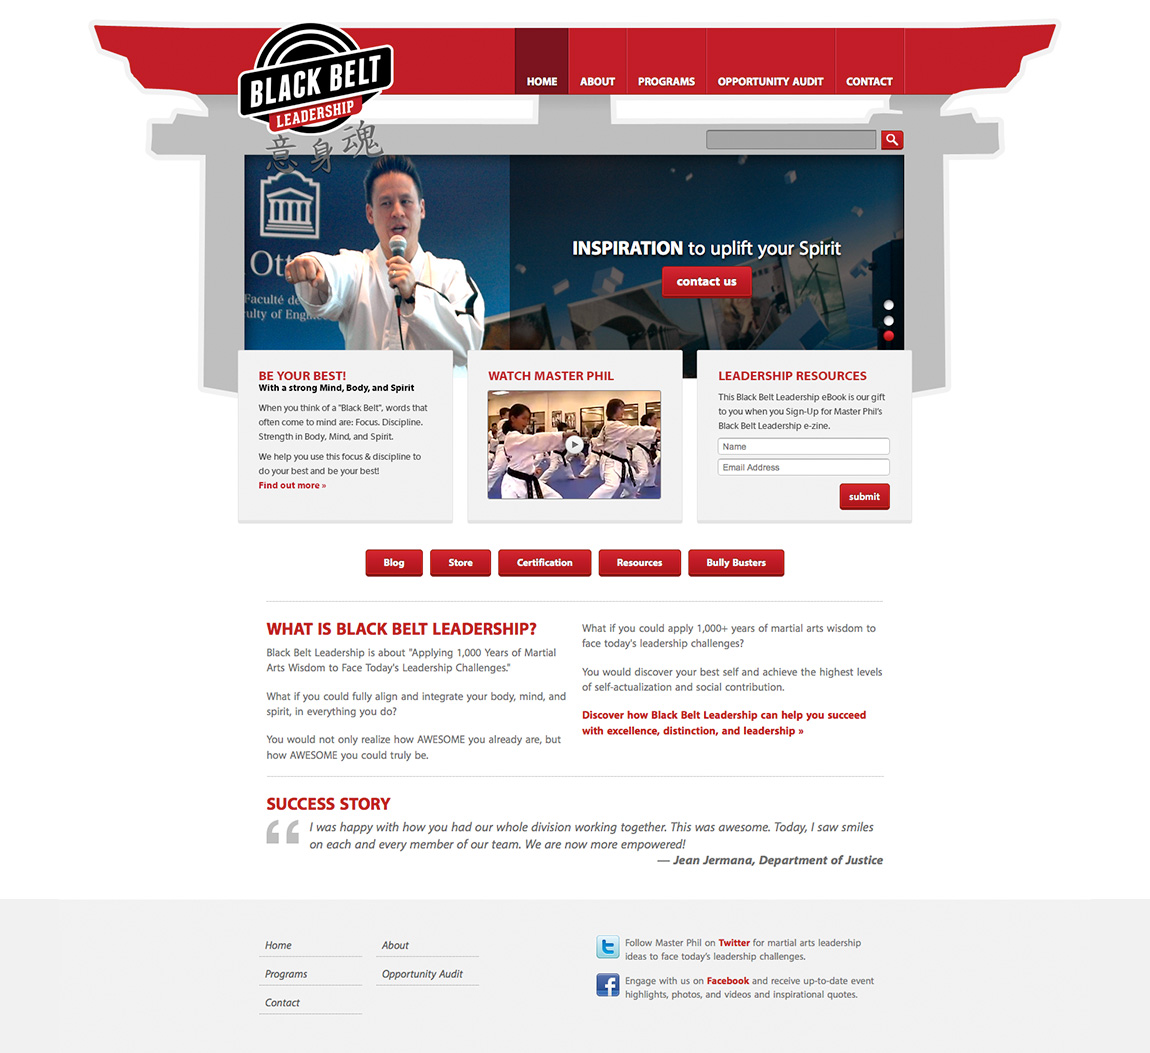 BLACK BELT
LEADERSHIP
意身魂
HOME
ABOUT
PROGRAMS
OPPORTUNITY AUDIT
CONTACT
Ott
Faculté de
ulty of Engine
INSPIRATION to uplift your Spirit
contact us
BE YOUR BEST!
With a strong Mind, Body, and Spirit
When you think of a "Black Belt", words that
often come to mind are: Focus. Discipline.
Strength in Body, Mind, and Spirit.
We help you use this focus & discipline to
do your best and be your best!
Find out more »
WATCH MASTER PHIL
LEADERSHIP RESOURCES
This Black Belt Leadership eBook is our gift
to you when you Sign-Up for Master Phil's
Black Belt Leadership e-zine.
Name
Email Address
submit
Blog
Store
Certification
Resources
Bully Busters
WHAT IS BLACK BELT LEADERSHIP?
Black Belt Leadership is about "Applying 1,000 Years of Martial
Arts Wisdom to Face Today's Leadership Challenges."
What if you could fully align and integrate your body, mind, and
spirit, in everything you do?
You would not only realize how AWESOME you already are, but
how AWESOME you could truly be.
What if you could apply 1,000+ years of martial arts wisdom to
face today's leadership challenges?
You would discover your best self and achieve the highest levels
of self-actualization and social contribution.
Discover how Black Belt Leadership can help you succeed
with excellence, distinction, and leadership »
SUCCESS STORY
I was happy with how you had our whole division working together. This was awesome. Today, I saw smiles
on each and every member of our team. We are now more empowered!
— Jean Jermana, Department of Justice
Home
About
Programs
Opportunity Audit
Contact
Follow Master Phil on Twitter for martial arts leadership
ideas to face today's leadership challenges.
Engage with us on Facebook and receive up-to-date event
highlights, photos, and videos and inspirational quotes.